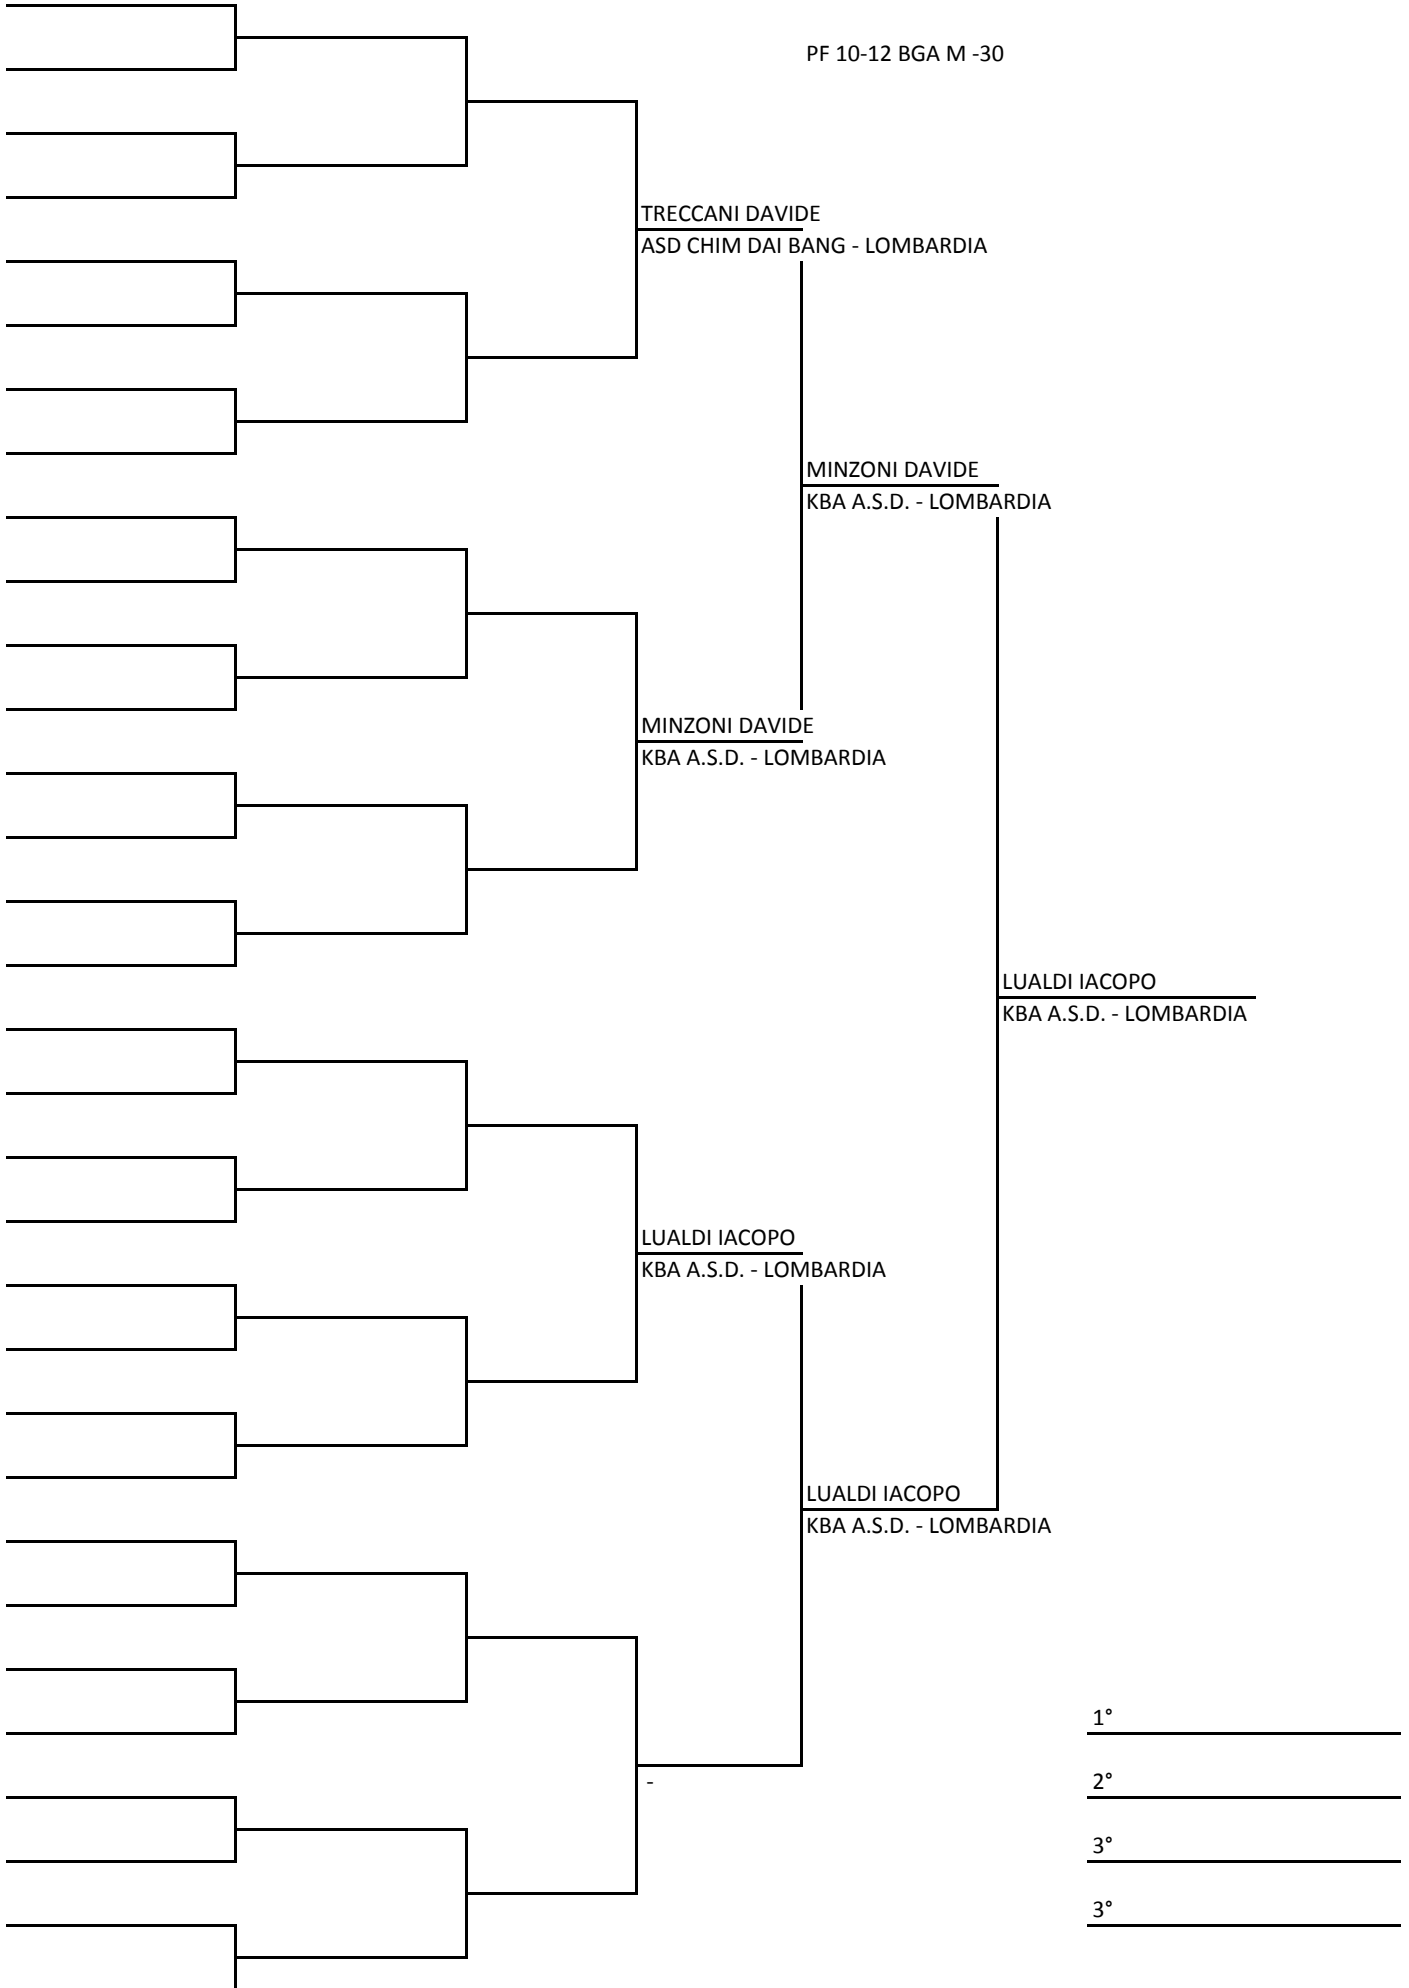 PF 10-12 BGA M -30
TRECCANI DAVIDE
ASD CHIM DAI BANG - LOMBARDIA
MINZONI DAVIDE
KBA A.S.D. - LOMBARDIA
MINZONI DAVIDE
KBA A.S.D. - LOMBARDIA
LUALDI IACOPO
KBA A.S.D. - LOMBARDIA
LUALDI IACOPO
KBA A.S.D. - LOMBARDIA
LUALDI IACOPO
KBA A.S.D. - LOMBARDIA
1°
-
2°
3°
3°